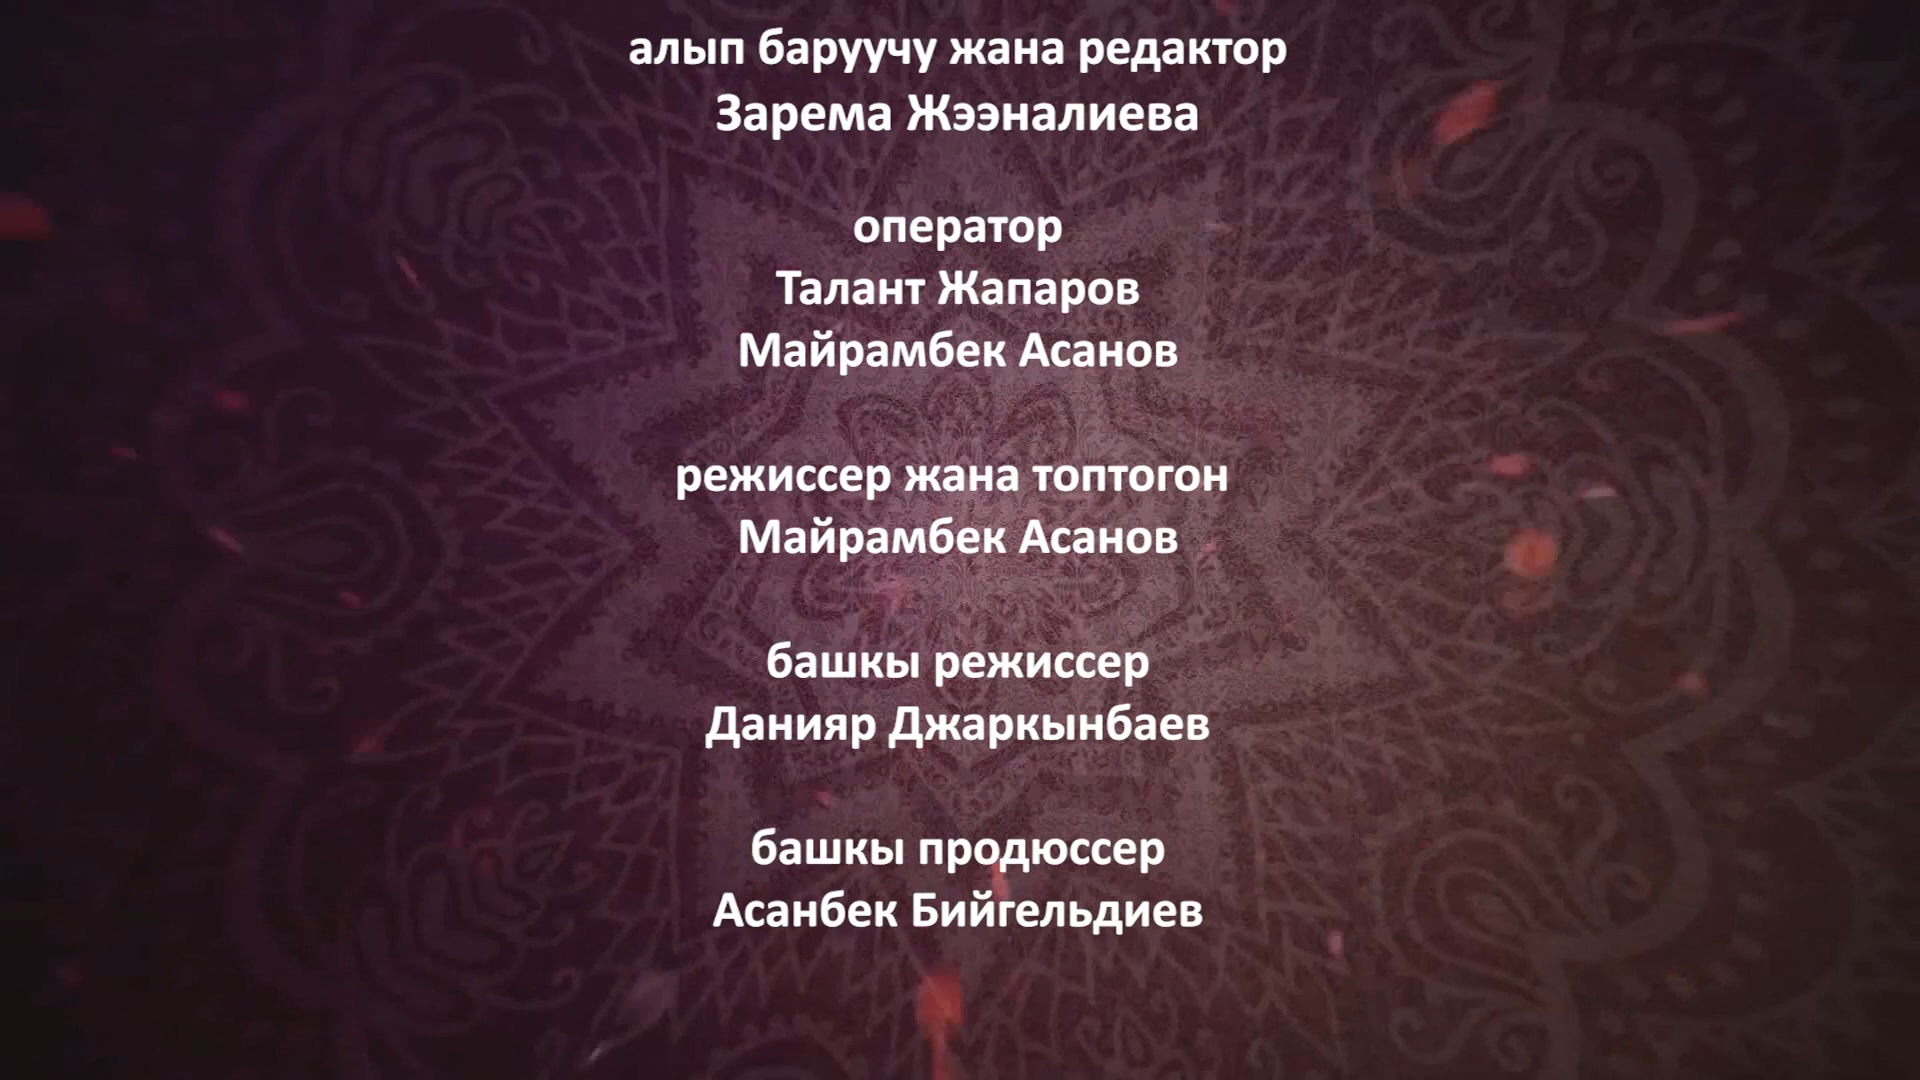 алып баруучу жана редактор
Зарема Жээналиева
оператор
Талант Жапаров
Майрамбек Асанов
режиссер жана топтогон
Майрамбек Асанов
башкы режиссер
Данияр Джаркынбаев
башкы продюссер
Асанбек Бийгельдиев